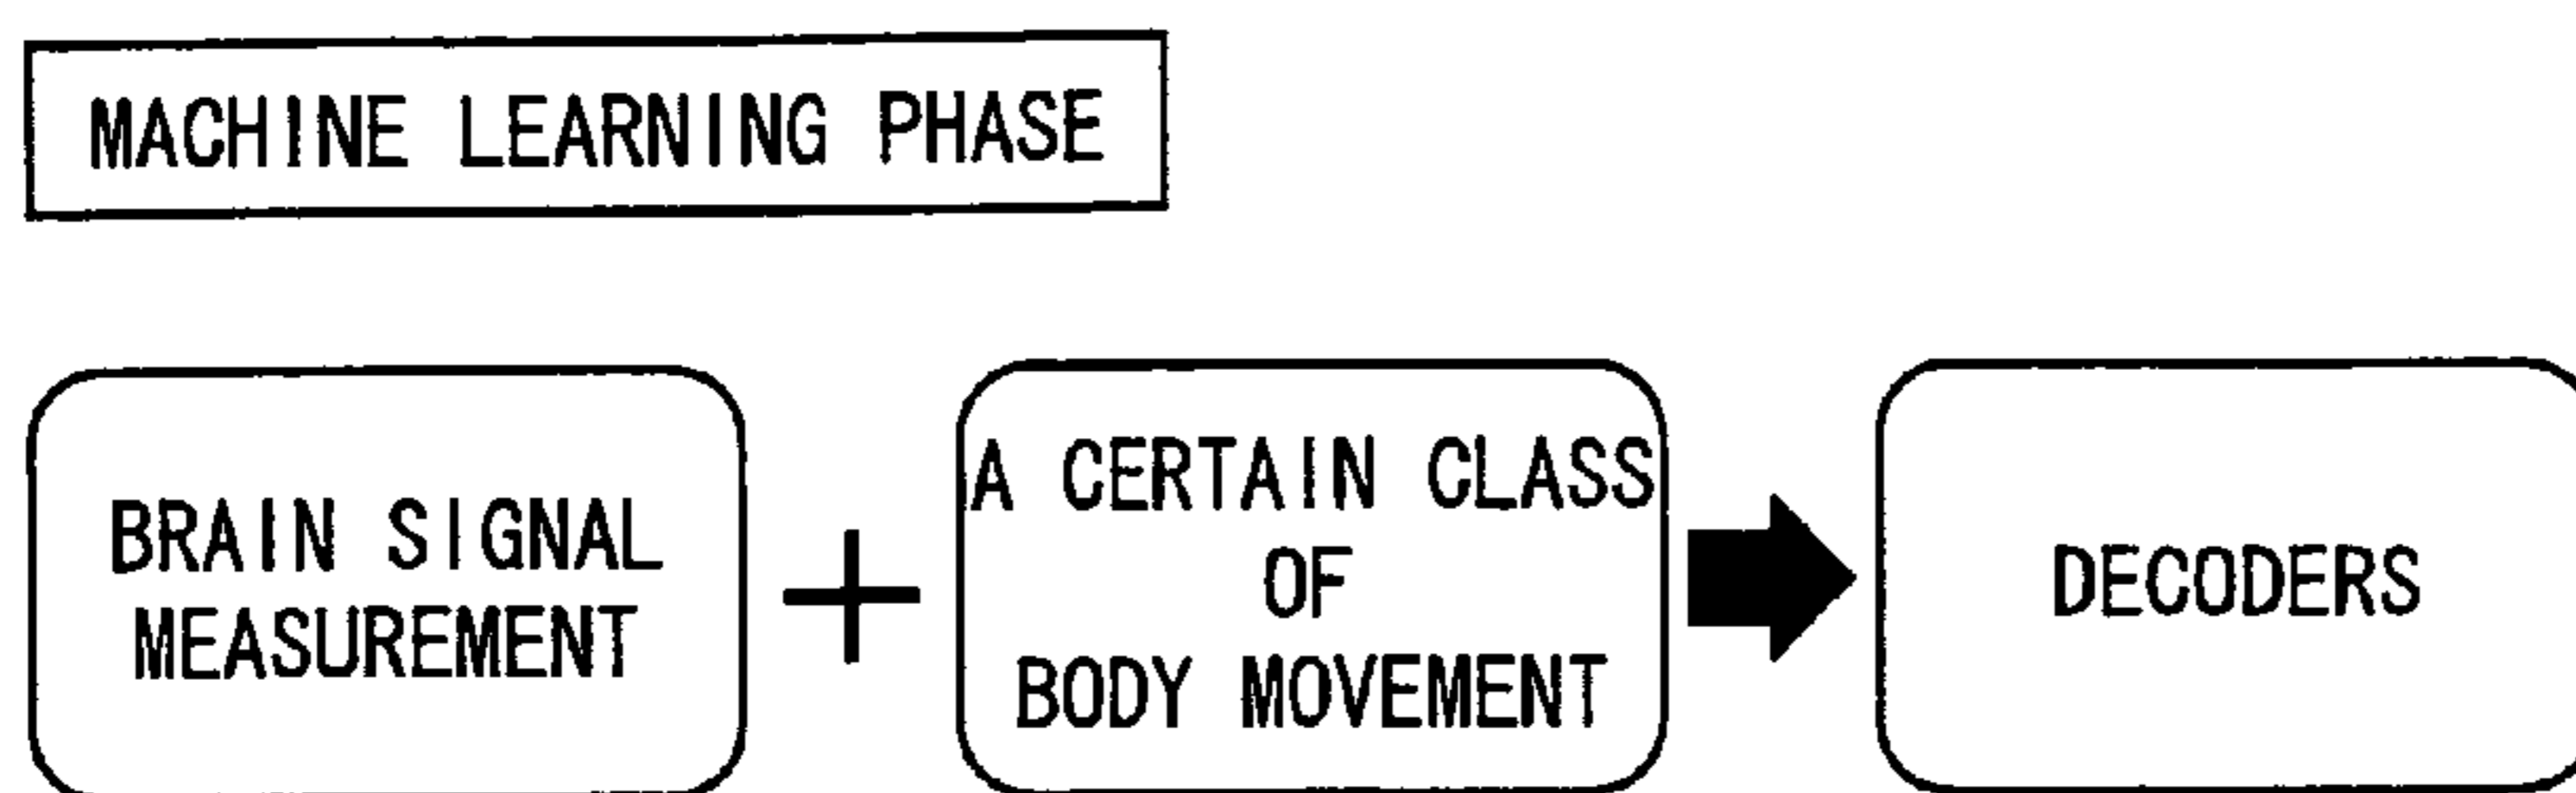 MACHINE LEARNING PHASE
BRAIN SIGNAL
MEASUREMENT
+
A CERTAIN CLASS
OF
BODY MOVEMENT
DECODERS